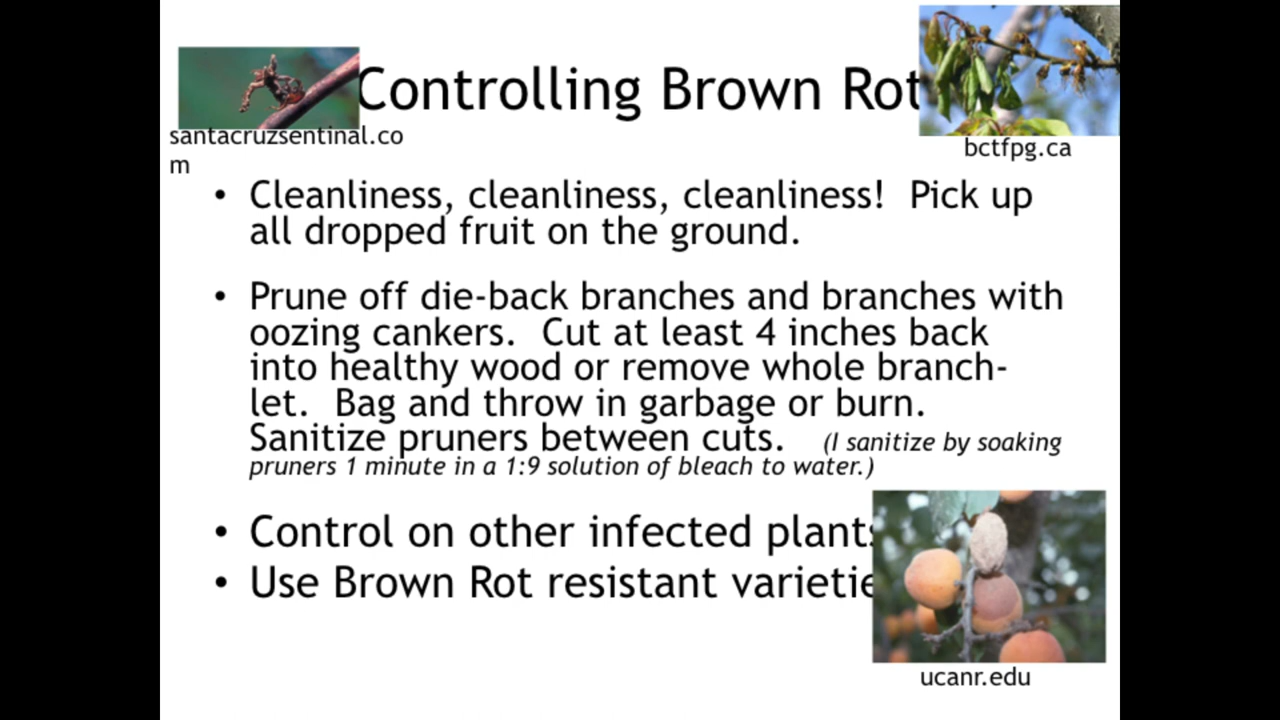 Controlling Brown Rot
santacruzsentinal.co
m
bctfpg.ca
• Cleanliness, cleanliness, cleanliness! Pick up
all dropped fruit on the ground.
• Prune off die-back branches and branches with
oozing cankers. Cut at least 4 inches back
into healthy wood or remove whole branch-
let. Bag and throw in garbage or burn.
Sanitize pruners between cuts. (I sanitize by soaking
pruners 1 minute in a 1:9 solution of bleach to water.)
• Control on other infected plants
• Use Brown Rot resistant varietie
ucanr.edu